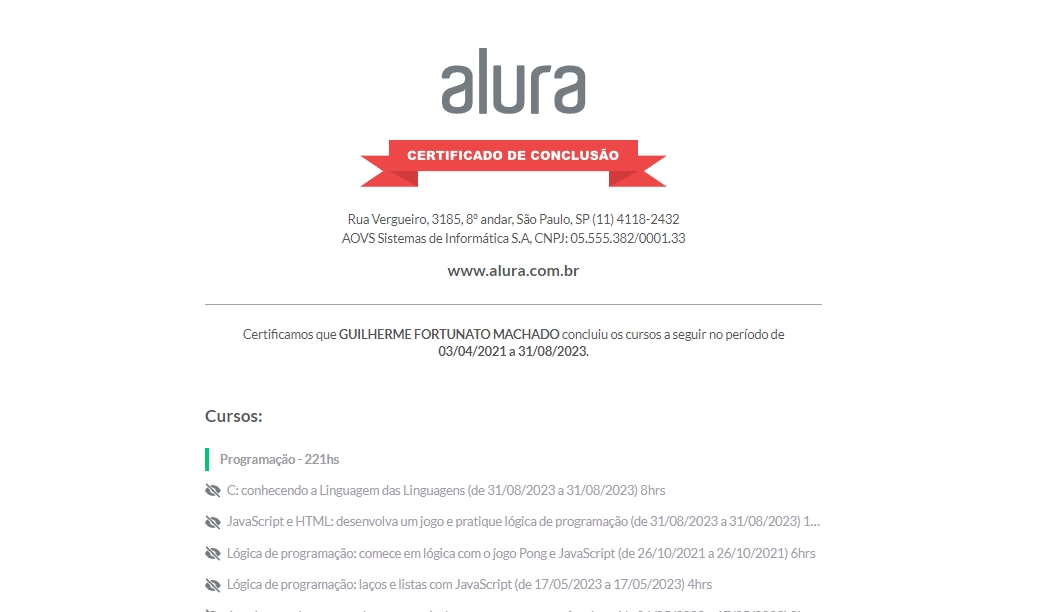 alura
CERTIFICADO DE CONCLUSÃO
Rua Vergueiro, 3185, 8º andar, São Paulo, SP (11) 4118-2432
AOVS Sistemas de Informática S.A, CNPJ: 05.555.382/0001.33
www.alura.com.br
Certificamos que GUILHERME FORTUNATO MACHADO concluiu os cursos a seguir no período de
03/04/2021 a 31/08/2023.
Cursos:
Programação - 221hs
C: conhecendo a Linguagem das Linguagens (de 31/08/2023 a 31/08/2023) 8hrs
JavaScript e HTML: desenvolva um jogo e pratique lógica de programação (de 31/08/2023 a 31/08/2023) 1...
Lógica de programação: comece em lógica com o jogo Pong e JavaScript (de 26/10/2021 a 26/10/2021) 6hrs
Lógica de programação: laços e listas com JavaScript (de 17/05/2023 a 17/05/2023) 4hrs